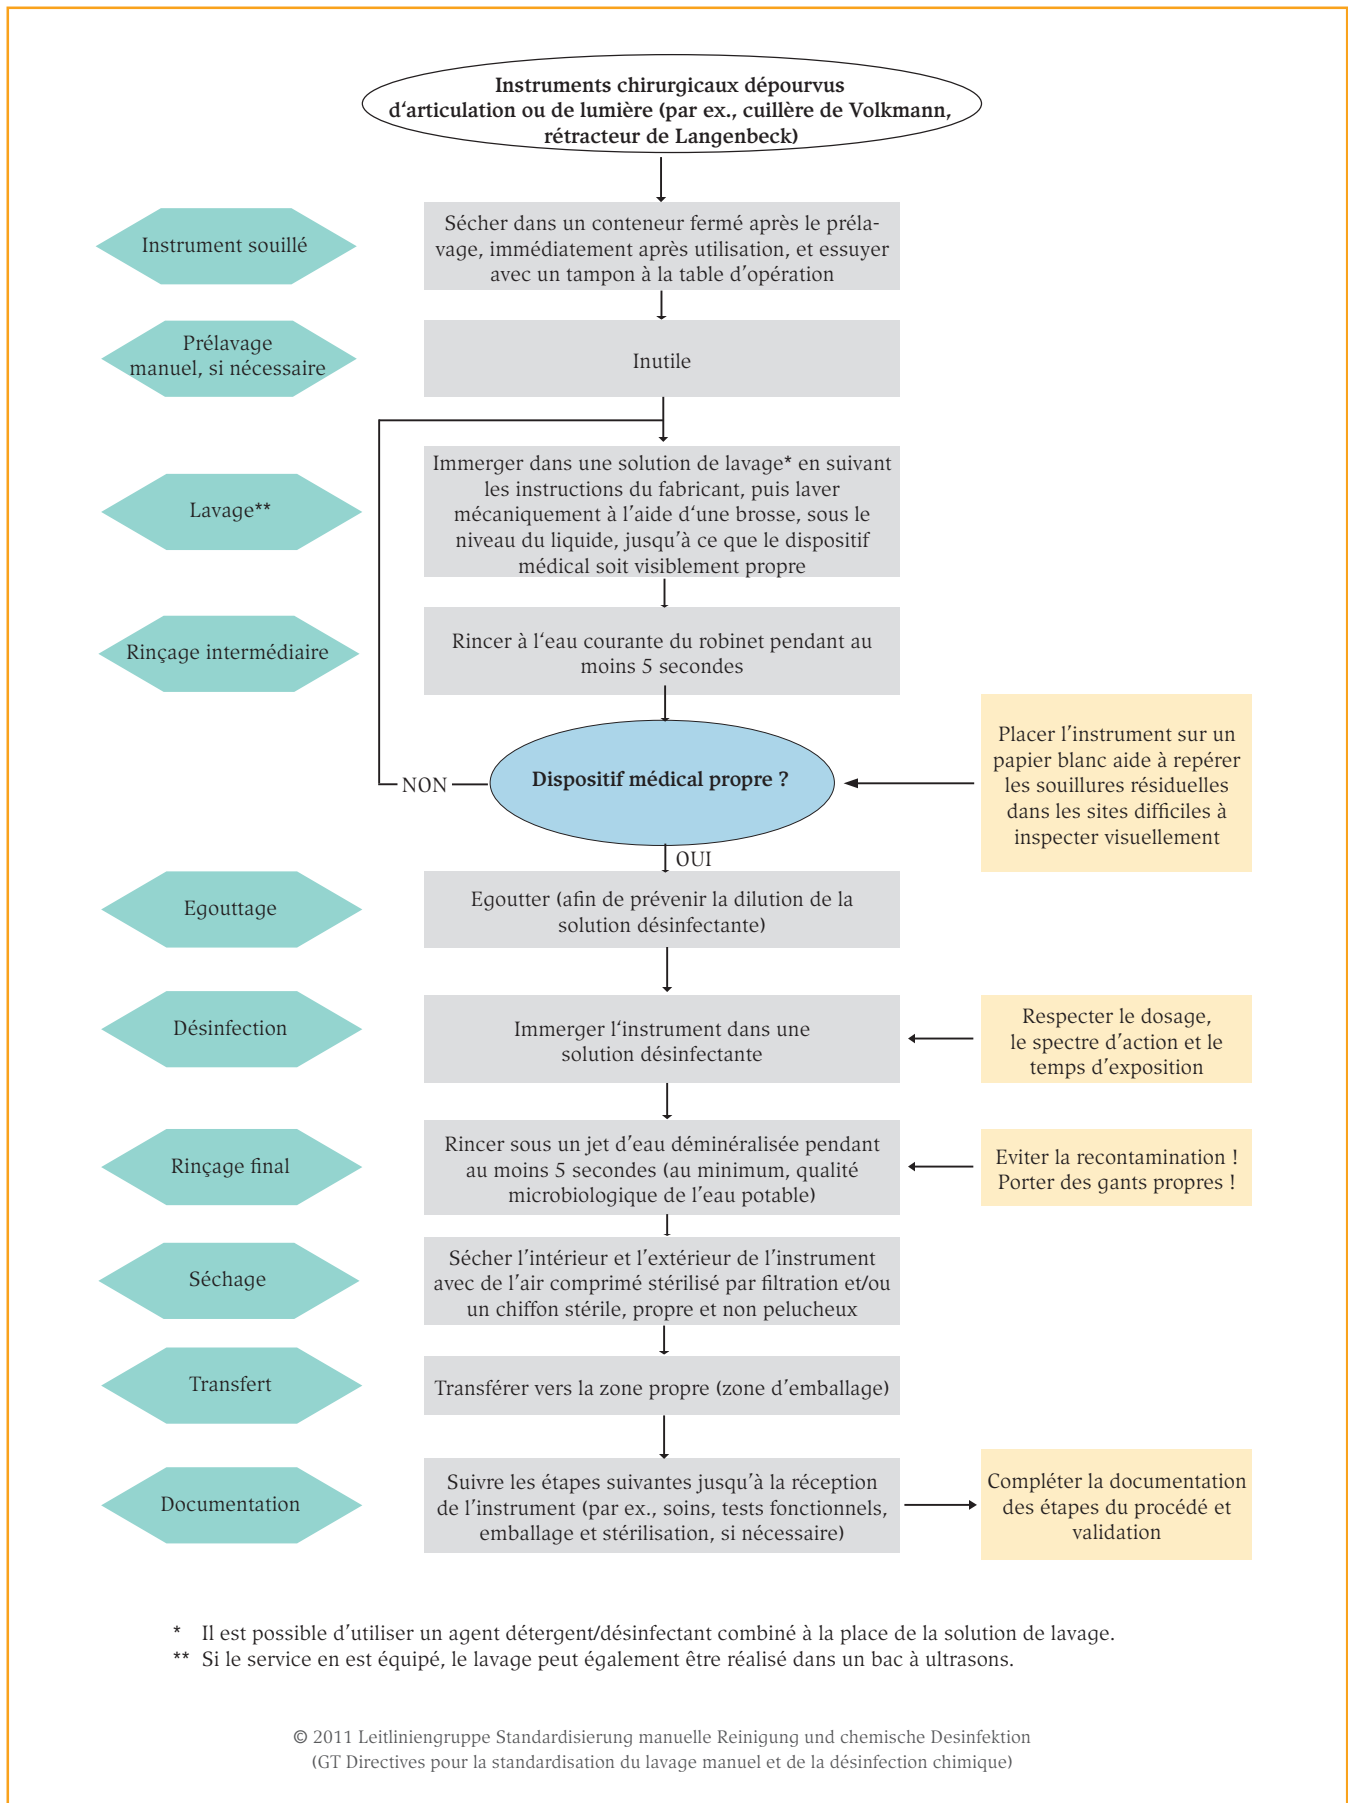 Instruments chirurgicaux dépourvus
d‘articulation ou de lumière (par ex., cuillère de Volkmann,
rétracteur de Langenbeck)
Instrument souillé
Sécher dans un conteneur fermé après le préla-
vage, immédiatement après utilisation, et essuyer
avec un tampon à la table d’opération
Prélavage
manuel, si nécessaire
Inutile
Lavage**
Immerger dans une solution de lavage* en suivant
les instructions du fabricant, puis laver
mécaniquement à l’aide d‘une brosse, sous le
niveau du liquide, jusqu’à ce que le dispositif
médical soit visiblement propre
Rinçage intermédiaire
Rincer à l‘eau courante du robinet pendant au
moins 5 secondes
NON
Dispositif médical propre ?
Placer l’instrument sur un
papier blanc aide à repérer
les souillures résiduelles
dans les sites difficiles à
inspecter visuellement
OUI
Egouttage
Egoutter (afin de prévenir la dilution de la
solution désinfectante)
Désinfection
Immerger l‘instrument dans une
solution désinfectante
Respecter le dosage,
le spectre d’action et le
temps d’exposition
Rinçage final
Rincer sous un jet d’eau déminéralisée pendant
au moins 5 secondes (au minimum, qualité
microbiologique de l’eau potable)
Eviter la recontamination !
Porter des gants propres !
Séchage
Sécher l’intérieur et l’extérieur de l’instrument
avec de l’air comprimé stérilisé par filtration et/ou
un chiffon stérile, propre et non pelucheux
Transfert
Transférer vers la zone propre (zone d’emballage)
Documentation
Suivre les étapes suivantes jusqu’à la réception
de l’instrument (par ex., soins, tests fonctionnels,
emballage et stérilisation, si nécessaire)
Compléter la documentation
des étapes du procédé et
validation
* Il est possible d’utiliser un agent détergent/désinfectant combiné à la place de la solution de lavage.
** Si le service en est équipé, le lavage peut également être réalisé dans un bac à ultrasons.
© 2011 Leitliniengruppe Standardisierung manuelle Reinigung und chemische Desinfektion
(GT Directives pour la standardisation du lavage manuel et de la désinfection chimique)